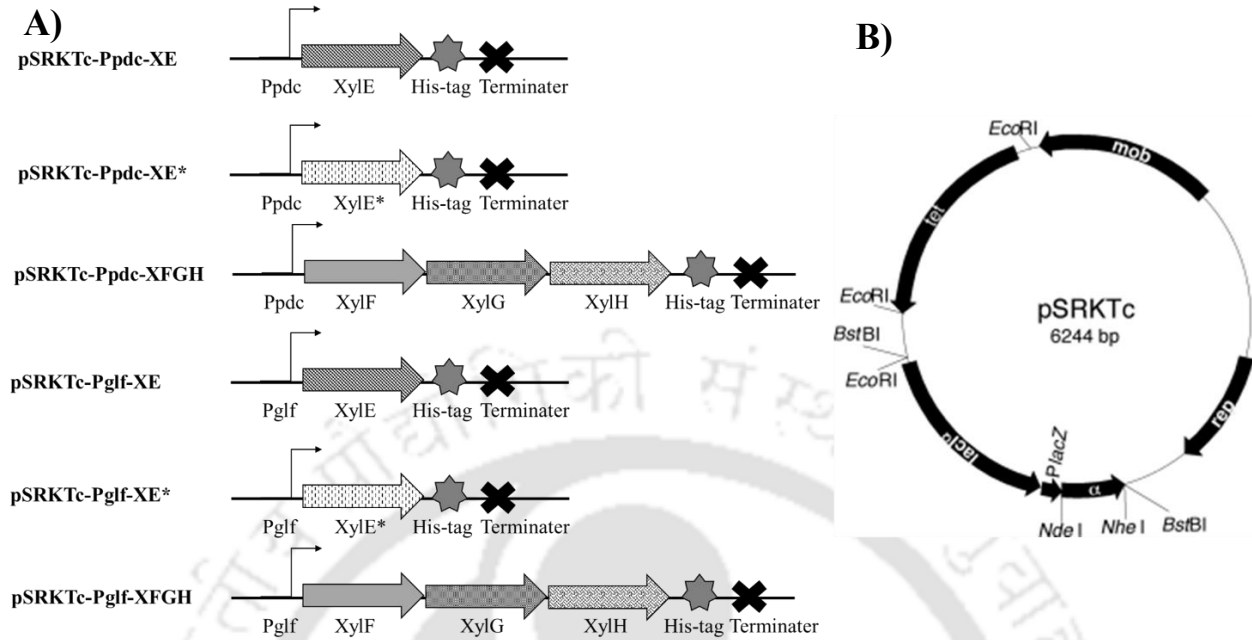 A)
pSRKTc-Ppdc-XE
Ppdc XylE His-tag Terminater
pSRKTc-Ppdc-XE*
Ppdc XylE* His-tag Terminater
pSRKTc-Ppdc-XFGH
Ppdc XylF XylG XylH His-tag Terminater
pSRKTc-Pglf-XE
Pglf XylE His-tag Terminater
pSRKTc-Pglf-XE*
Pglf XylE* His-tag Terminater
pSRKTc-Pglf-XFGH
Pglf XylF XylG XylH His-tag Terminater
B)
EcoRI
mob
tet
EcoRI
BstBI
EcoRI
pSRKTc
6244 bp
rep
lacIq
PlacZ
α
NdeI
NheI
BstBI